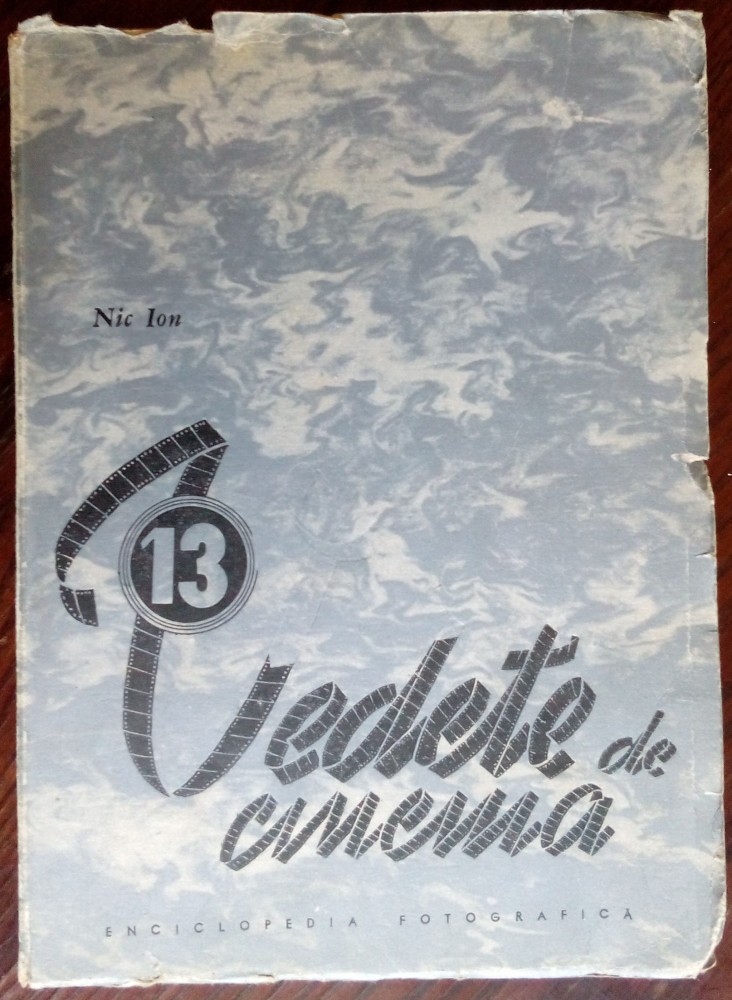 Nic Ion
13
Vedete de
cinema
ENCICLOPEDIA FOTOGRAFICĂ